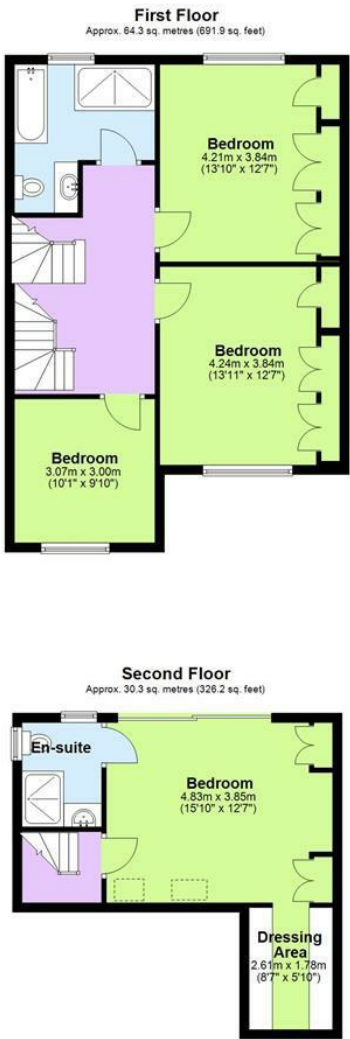 First Floor
Approx. 64.3 sq. metres (691.9 sq. feet)
Bedroom
4.21m x 3.84m
(13'10" x 12'7")
Bedroom
4.24m x 3.84m
(13'11" x 12'7")
Bedroom
3.07m x 3.00m
(10'1" x 9'10")
Second Floor
Approx. 30.3 sq. metres (326.2 sq. feet)
En-suite
Bedroom
4.83m x 3.85m
(15'10" x 12'7")
Dressing
Area
2.61m x 1.78m
(8'7" x 5'10")